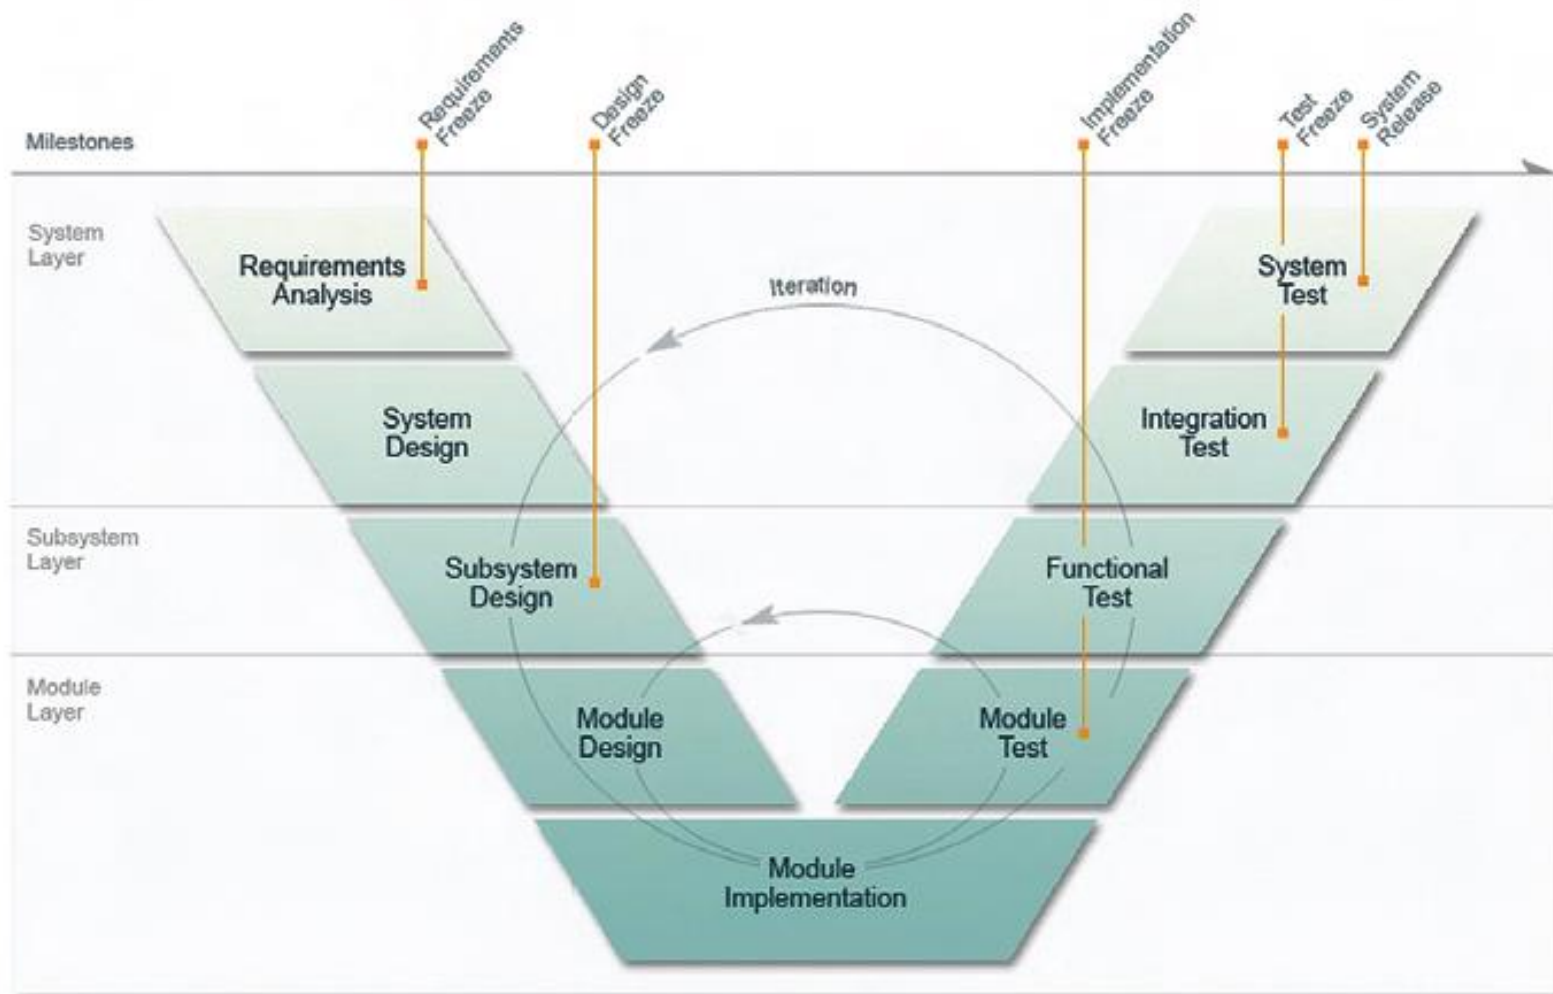 Requirements
Freeze
Design
Freeze
Implementation
Freeze
Test
Freeze
System
Release
Milestones
System
Layer
Requirements
Analysis
Iteration
System
Test
System
Design
Integration
Test
Subsystem
Layer
Subsystem
Design
Functional
Test
Module
Layer
Module
Design
Module
Test
Module
Implementation